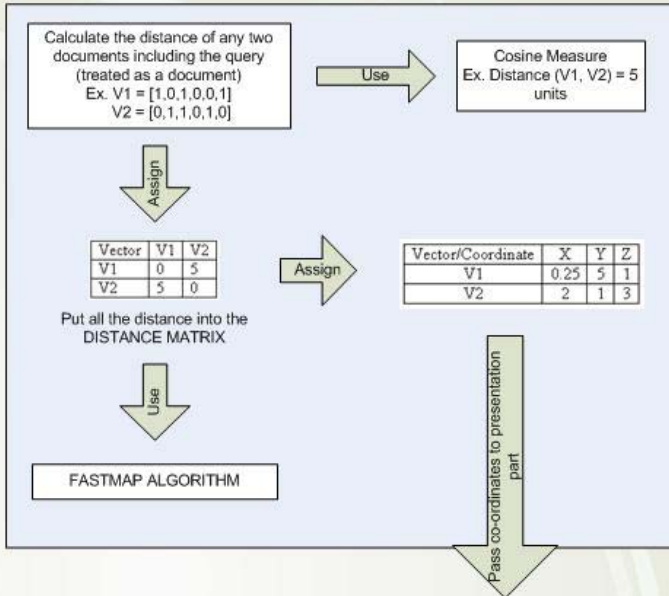 Calculate the distance of any two
documents including the query
(treated as a document)
Ex. V1 = [1,0,1,0,0,1]
V2 = [0,1,1,0,1,0]
Use
Cosine Measure
Ex. Distance (V1, V2) = 5
units
Assign
Vector V1 V2
V1 0 5
V2 5 0
Put all the distance into the
DISTANCE MATRIX
Assign
Vector/Coordinate X Y Z
V1 0.25 5 1
V2 2 1 3
Use
FASTMAP ALGORITHM
Pass co-ordinates to presentation
part